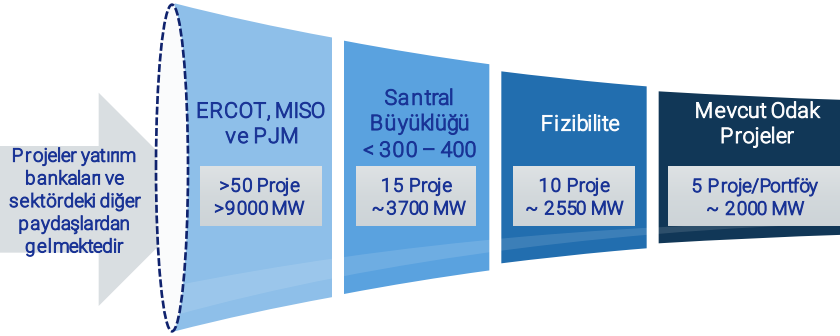 Projeler yatırım
bankaları ve
sektördeki diğer
paydaşlardan
gelmektedir
ERCOT, MISO
ve PJM
>50 Proje
>9000 MW
Santral
Büyüklüğü
< 300 – 400
15 Proje
~3700 MW
Fizibilite
10 Proje
~ 2550 MW
Mevcut Odak
Projeler
5 Proje/Portföy
~ 2000 MW